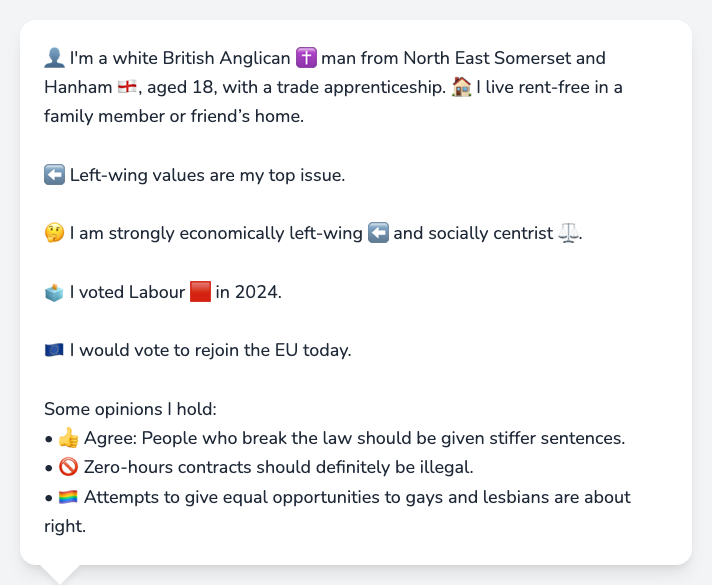 👤 I'm a white British Anglican ✝️ man from North East Somerset and
Hanham 🏴󠁧󠁢󠁥󠁮󠁧󠁿, aged 18, with a trade apprenticeship. 🏠 I live rent-free in a
family member or friend’s home.
⬅️ Left-wing values are my top issue.
🤔 I am strongly economically left-wing ⬅️ and socially centrist ⚖️.
🗳️ I voted Labour 🟥 in 2024.
🇪🇺 I would vote to rejoin the EU today.
Some opinions I hold:
• 👍 Agree: People who break the law should be given stiffer sentences.
• 🚫 Zero-hours contracts should definitely be illegal.
• 🏳️‍🌈 Attempts to give equal opportunities to gays and lesbians are about
right.